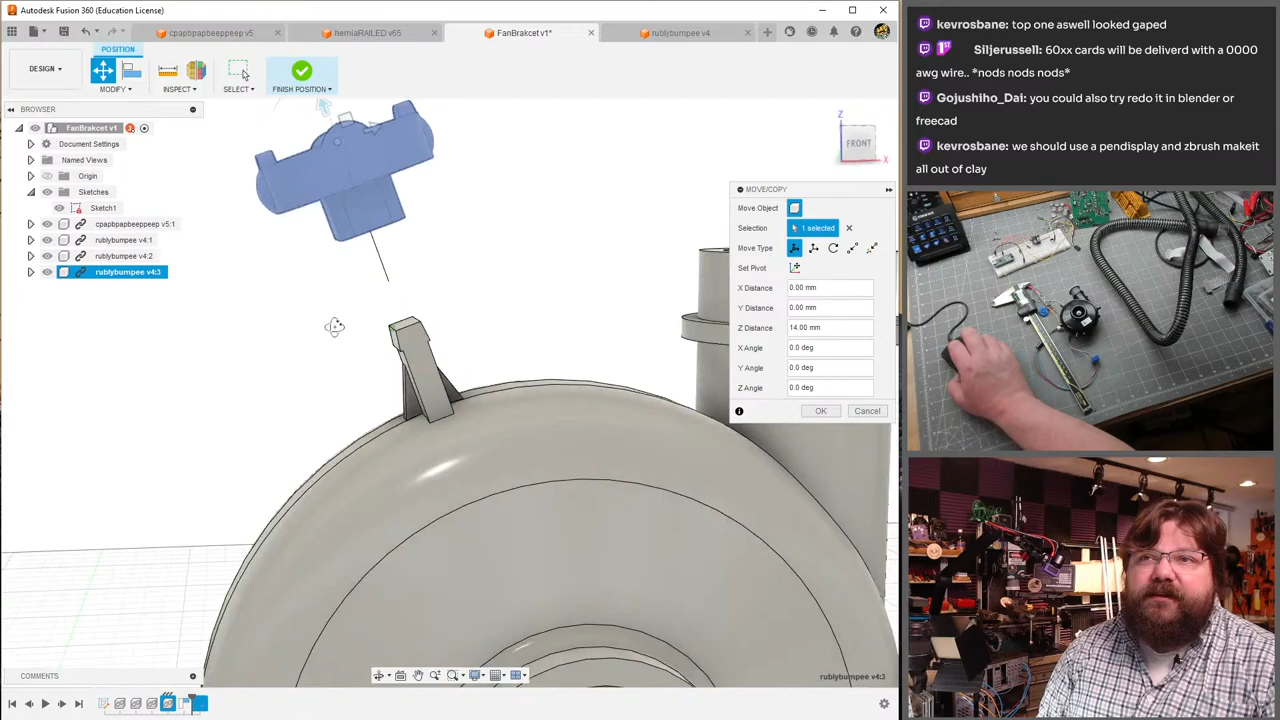 Autodesk Fusion 360 (Education License)
cpapbpapbeeppeep v5
herniaRAILED v65
FanBrakcet v1*
rublybumpee v4
POSITION
DESIGN
MODIFY
INSPECT
SELECT
FINISH POSITION
BROWSER
FanBrakcet v1
Document Settings
Named Views
Origin
Sketches
Sketch1
cpapbpapbeeppeep v5:1
rublybumpee v4:1
rublybumpee v4:2
rublybumpee v4:3
Z
FRONT
X
MOVE/COPY
Move Object
Selection 1 selected
Move Type
Set Pivot
X Distance 0.00 mm
Y Distance 0.00 mm
Z Distance 14.00 mm
X Angle 0.0 deg
Y Angle 0.0 deg
Z Angle 0.0 deg
OK Cancel
COMMENTS
rublybumpee v4:3
kevrosbane: top one aswell looked gaped
1ST Siljerussell: 60xx cards will be deliverd with a 0000
awg wire.. *nods nods nods*
Gojushiho_Dai: you could also try redo it in blender or
freecad
kevrosbane: we should use a pendisplay and zbrush makeit
all out of clay